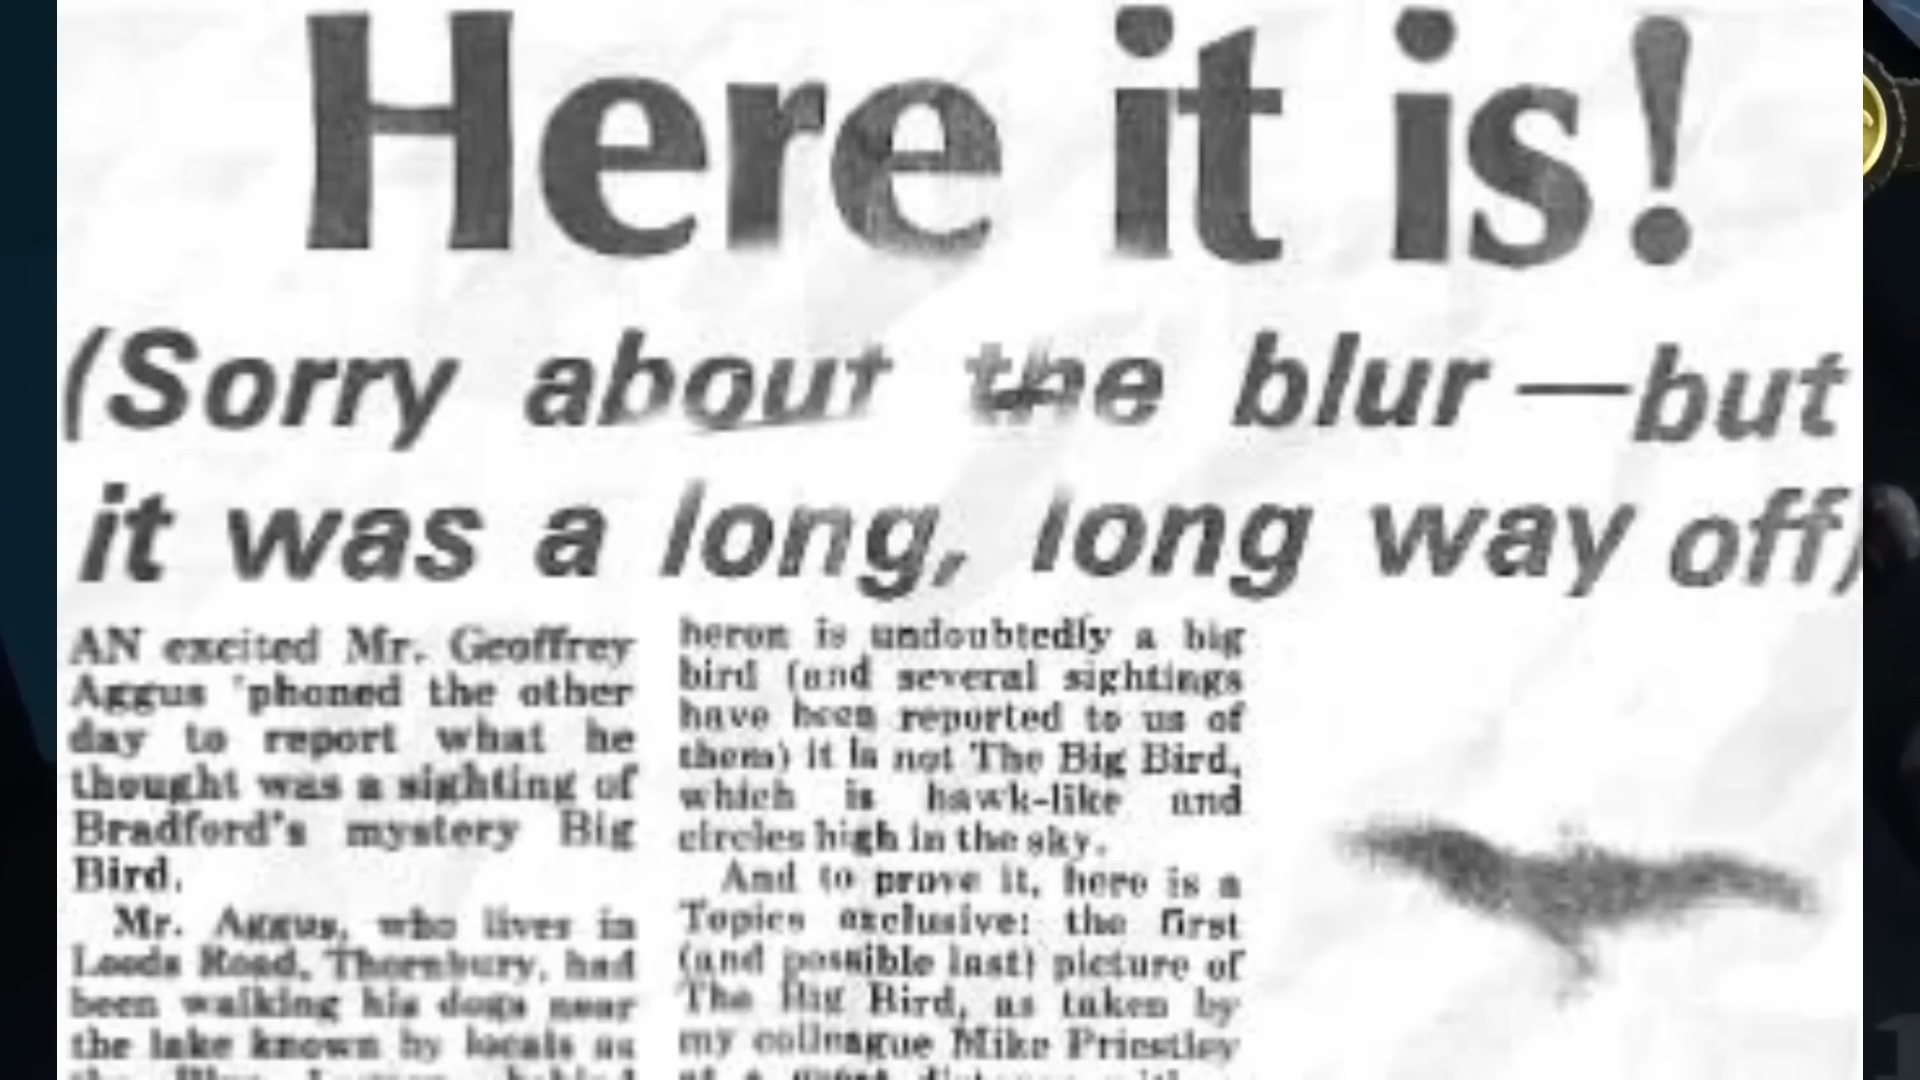 Here it is!
(Sorry about the blur—but
it was a long, long way off)
AN excited Mr. Geoffrey
Aggus 'phoned the other
day to report what he
thought was a sighting of
Bradford's mystery Big
Bird.
Mr. Aggus, who lives in
Leeds Road, Thornbury, had
been walking his dogs near
the lake known by locals as
the Blue
heron is undoubtedly a big
bird (and several sightings
have been reported to us of
them) it is not The Big Bird,
which is hawk-like and
circles high in the sky.
And to prove it, here is a
Topics exclusive: the first
(and possible last) picture of
The Big Bird, as taken by
my colleague Mike Priestley